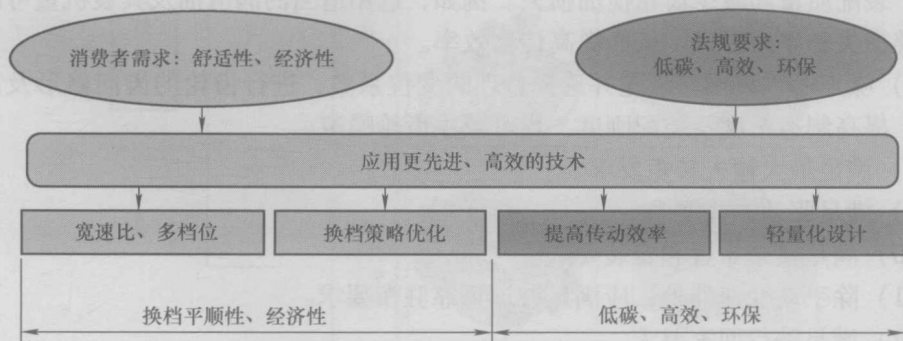 消费者需求：舒适性、经济性
法规要求：
低碳、高效、环保
应用更先进、高效的技术
宽速比、多档位
换档策略优化
提高传动效率
轻量化设计
换档平顺性、经济性
低碳、高效、环保